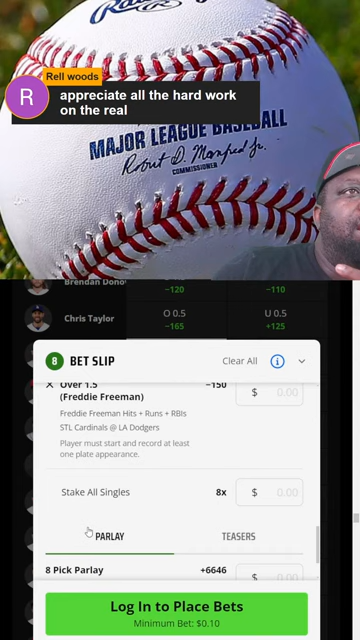 Rawlings
Rell woods
R
appreciate all the hard work
on the real
MAJOR LEAGUE BASEBALL
Robert D. Manfred Jr.
COMMISSIONER
Brendan Dono
-120
-110
Chris Taylor
O 0.5
U 0.5
-165
+125
8
BET SLIP
Clear All
Over 1.5
-150
$ 0.00
(Freddie Freeman)
Freddie Freeman Hits + Runs + RBIs
STL Cardinals @ LA Dodgers
Player must start and record at least
one plate appearance.
Stake All Singles
8x
$ 0.00
PARLAY
TEASERS
8 Pick Parlay
+6646
$ 0.00
Log In to Place Bets
Minimum Bet: $0.10